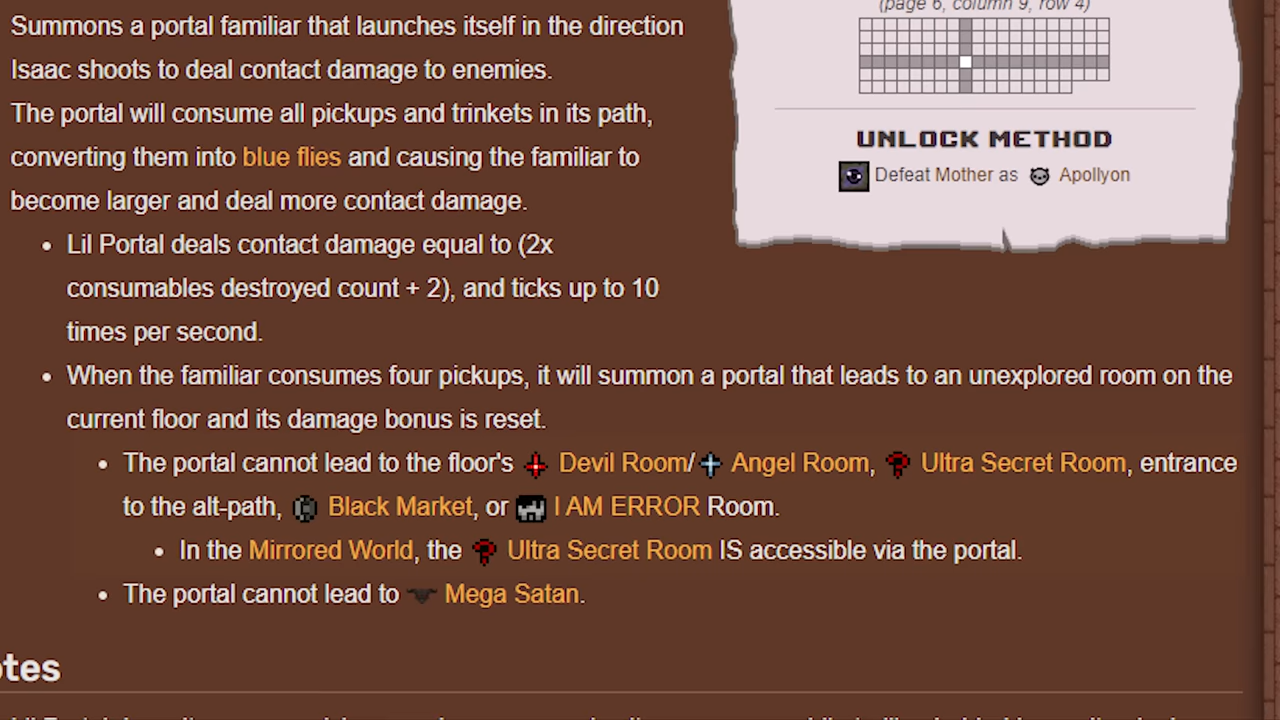 Summons a portal familiar that launches itself in the direction
Isaac shoots to deal contact damage to enemies.
The portal will consume all pickups and trinkets in its path,
converting them into blue flies and causing the familiar to
become larger and deal more contact damage.
• Lil Portal deals contact damage equal to (2x
consumables destroyed count + 2), and ticks up to 10
times per second.
• When the familiar consumes four pickups, it will summon a portal that leads to an unexplored room on the
current floor and its damage bonus is reset.
• The portal cannot lead to the floor's Devil Room/ Angel Room, Ultra Secret Room, entrance
to the alt-path, Black Market, or I AM ERROR Room.
• In the Mirrored World, the Ultra Secret Room IS accessible via the portal.
• The portal cannot lead to Mega Satan.
(page 6, column 9, row 4)
UNLOCK METHOD
Defeat Mother as Apollyon
otes